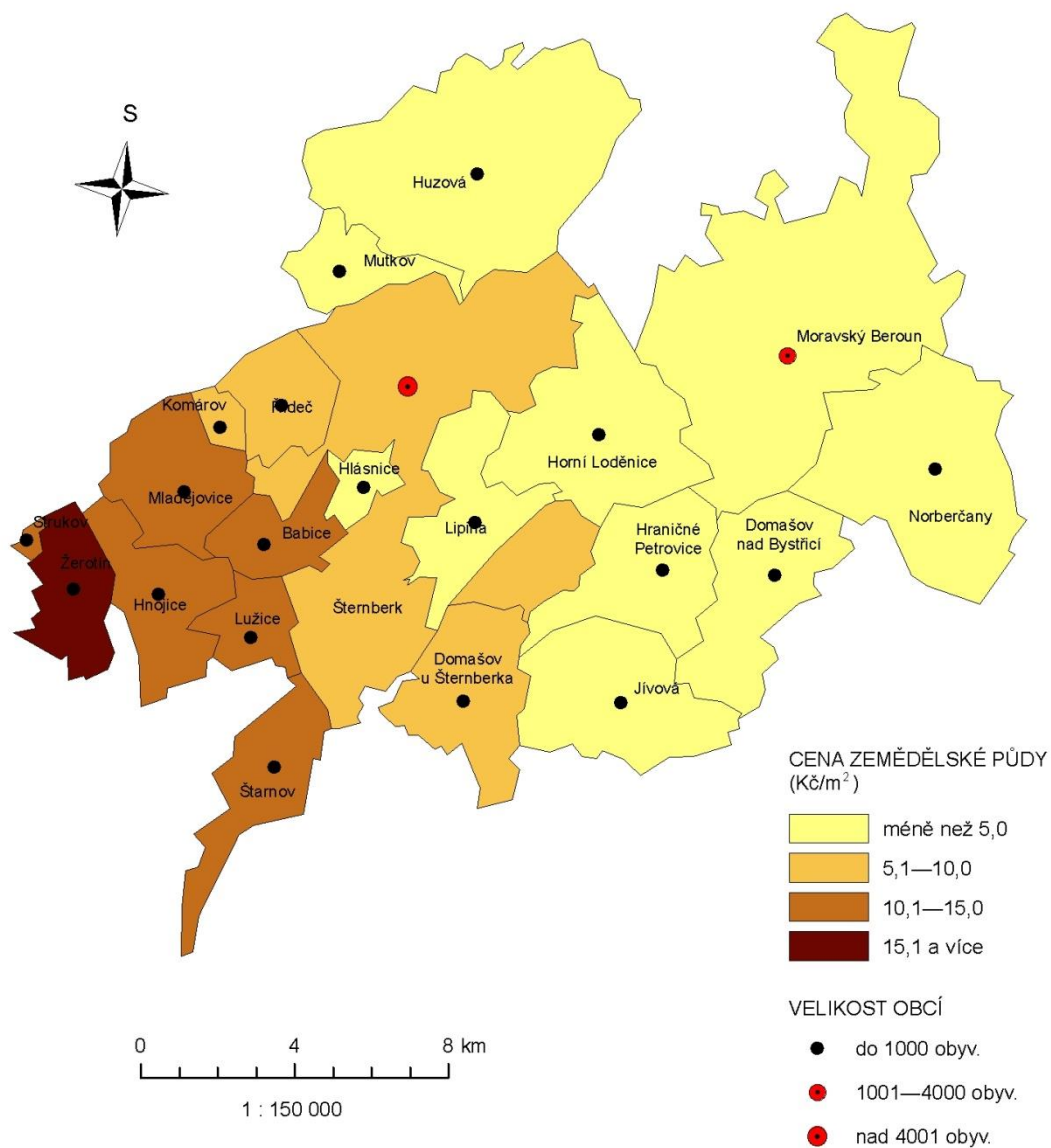 S
Huzová
Mutkov
Moravský Beroun
Komárov
Řídeč
Horní Loděnice
Hlásnice
Mladějovice
Norberčany
Strukov
Babice
Lipina
Hraničné
Petrovice
Domašov
nad Bystřicí
Žerotín
Hnojice
Šternberk
Lužice
Domašov
u Šternberka
Jívová
Štarnov
CENA ZEMĚDĚLSKÉ PŮDY
(Kč/m²)
méně než 5,0
5,1—10,0
10,1—15,0
15,1 a více
VELIKOST OBCÍ
do 1000 obyv.
1001—4000 obyv.
nad 4001 obyv.
0 4 8 km
1 : 150 000